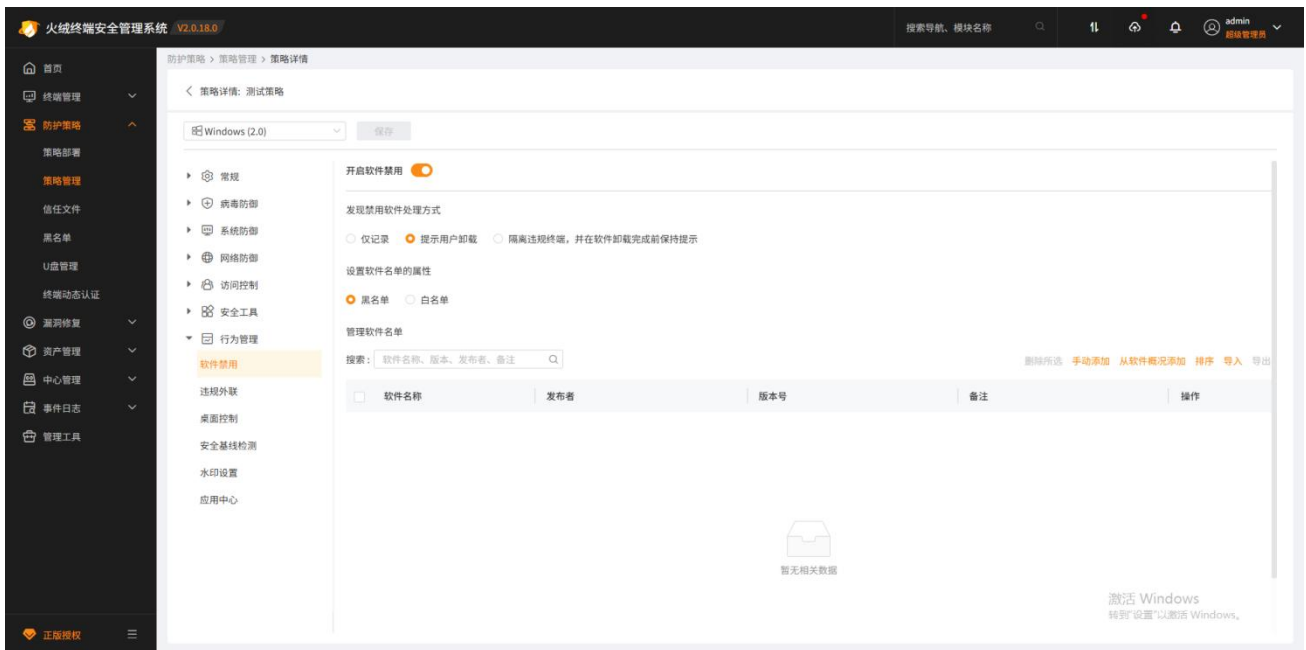 火绒终端安全管理系统 V2.0.18.0
搜索导航、模块名称
admin
超级管理员
首页
终端管理
防护策略
策略部署
策略管理
信任文件
黑名单
U盘管理
终端动态认证
漏洞修复
资产管理
中心管理
事件日志
管理工具
正版授权
防护策略 > 策略管理 > 策略详情
策略详情: 测试策略
Windows (2.0)
保存
常规
病毒防御
系统防御
网络防御
访问控制
安全工具
行为管理
软件禁用
违规外联
桌面控制
安全基线检测
水印设置
应用中心
开启软件禁用
发现禁用软件处理方式
仅记录 提示用户卸载 隔离违规终端，并在软件卸载完成前保持提示
设置软件名单的属性
黑名单 白名单
管理软件名单
搜索: 软件名称、版本、发布者、备注
删除所选 手动添加 从软件概况添加 排序 导入 导出
软件名称 发布者 版本号 备注 操作
暂无相关数据
激活 Windows
转到"设置"以激活 Windows。